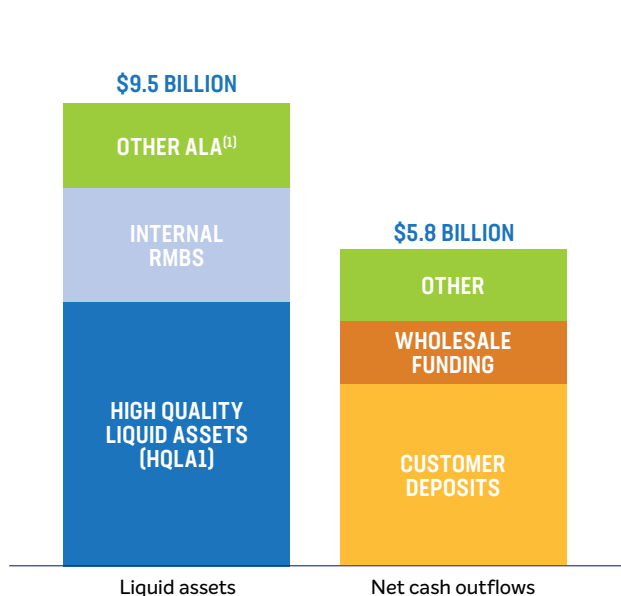 $9.5 BILLION
OTHER ALA(1)
INTERNAL
RMBS
HIGH QUALITY
LIQUID ASSETS
(HQLA1)
$5.8 BILLION
OTHER
WHOLESALE
FUNDING
CUSTOMER
DEPOSITS
Liquid assets
Net cash outflows